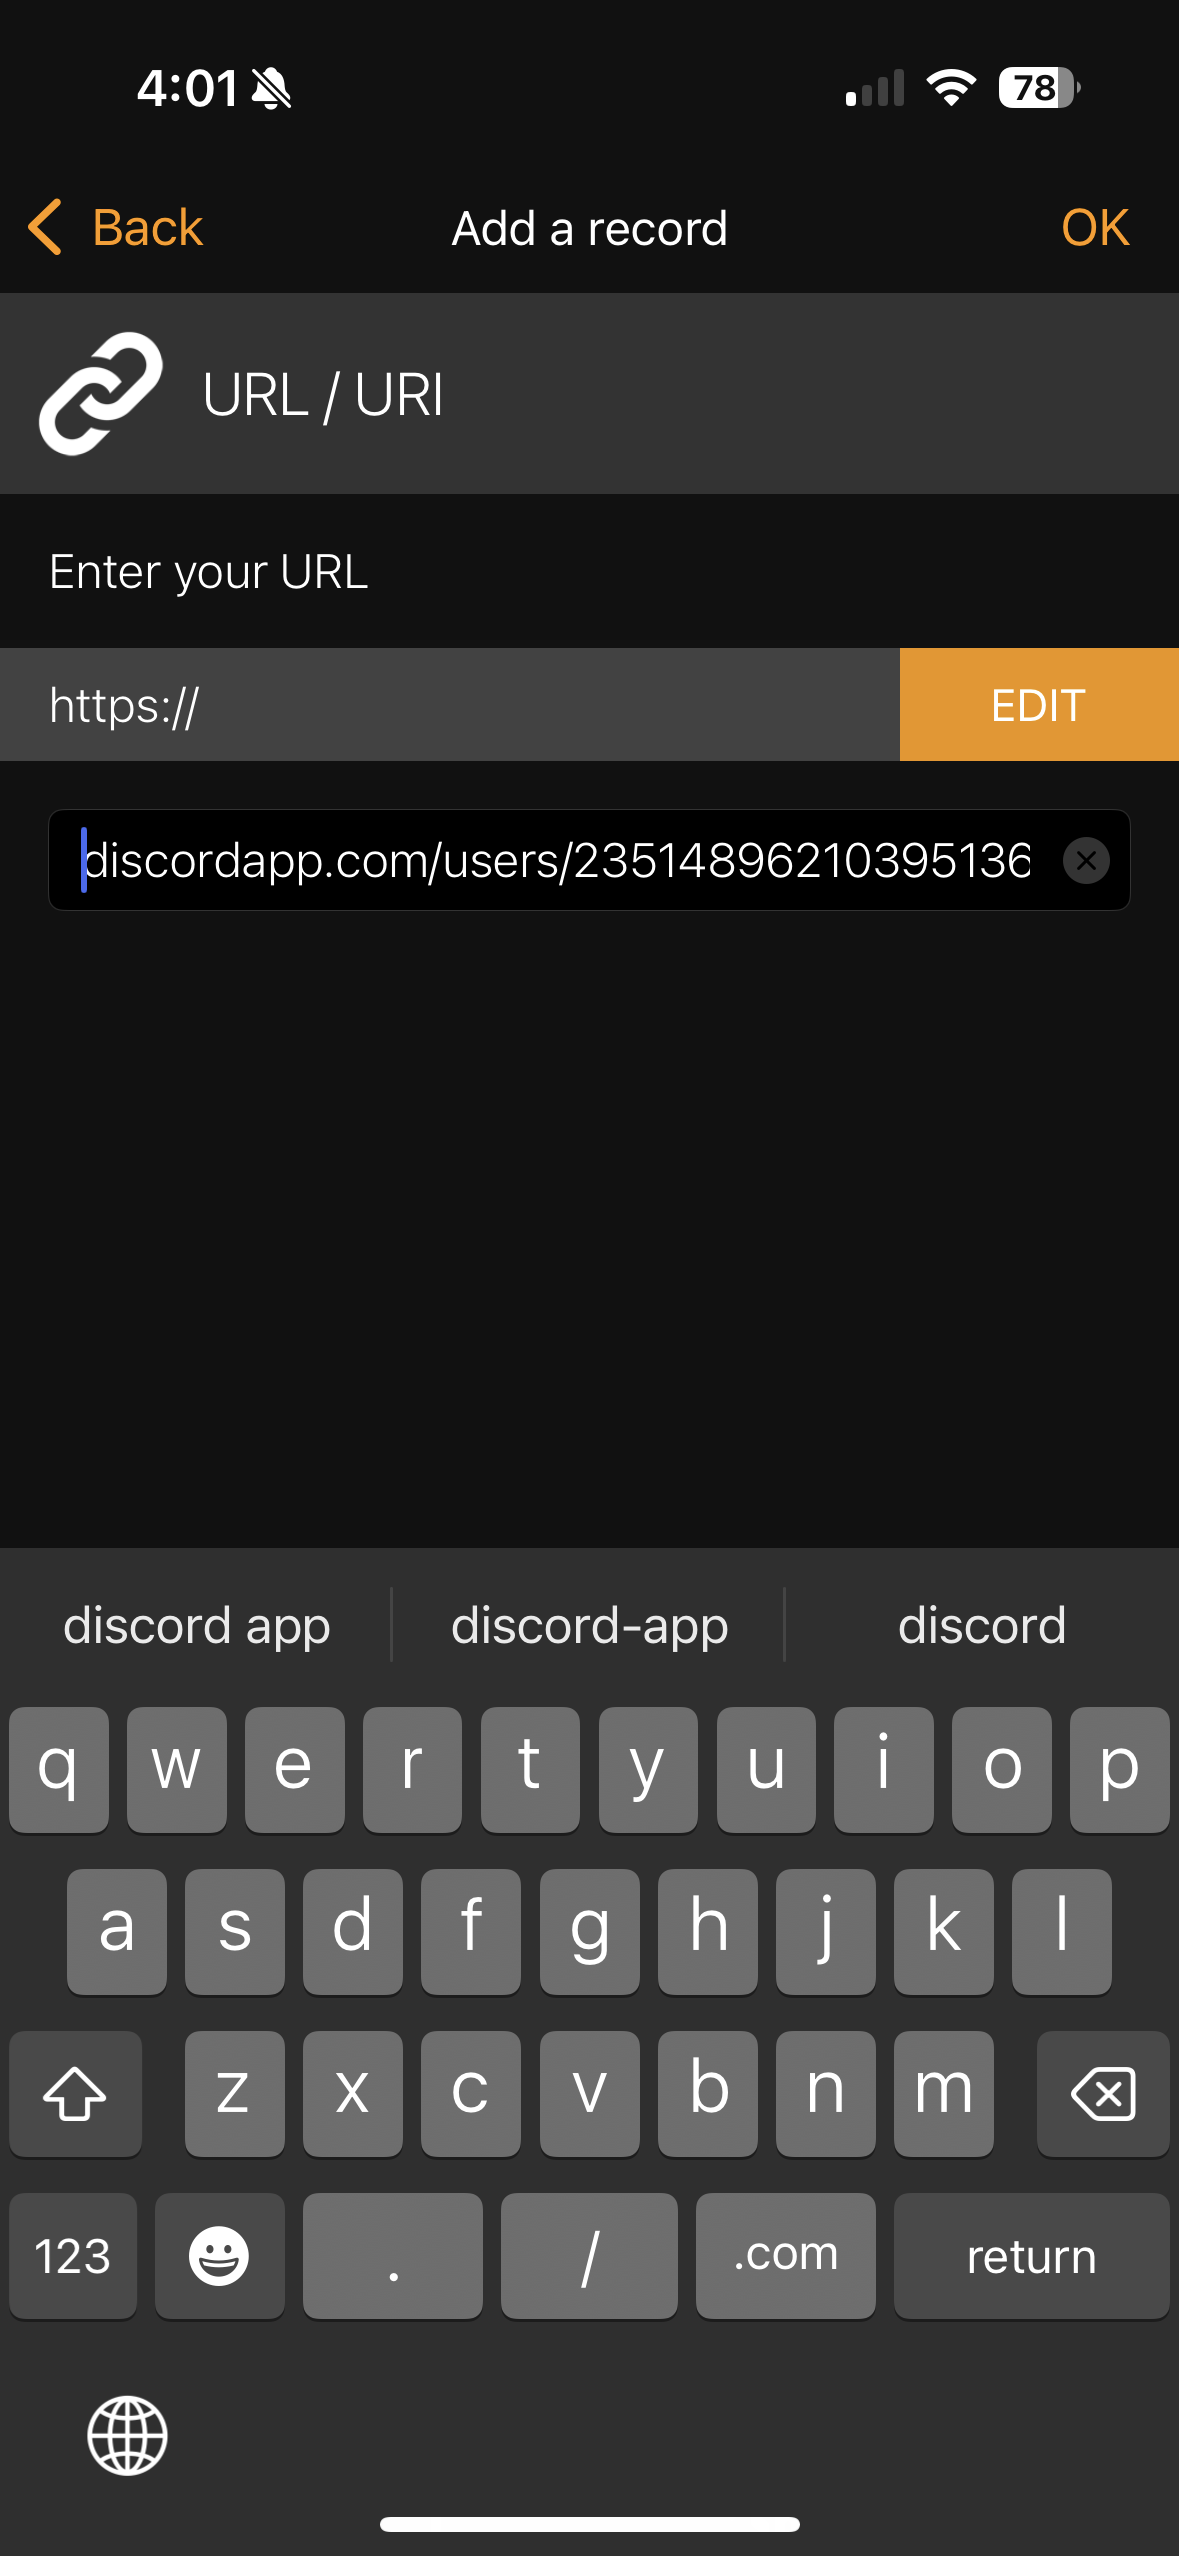 4:01
78
Back
Add a record
OK
URL / URI
Enter your URL
https://
EDIT
discordapp.com/users/23514896210395136
discord app
discord-app
discord
q w e r t y u i o p
a s d f g h j k l
z x c v b n m
123
.
/
.com
return